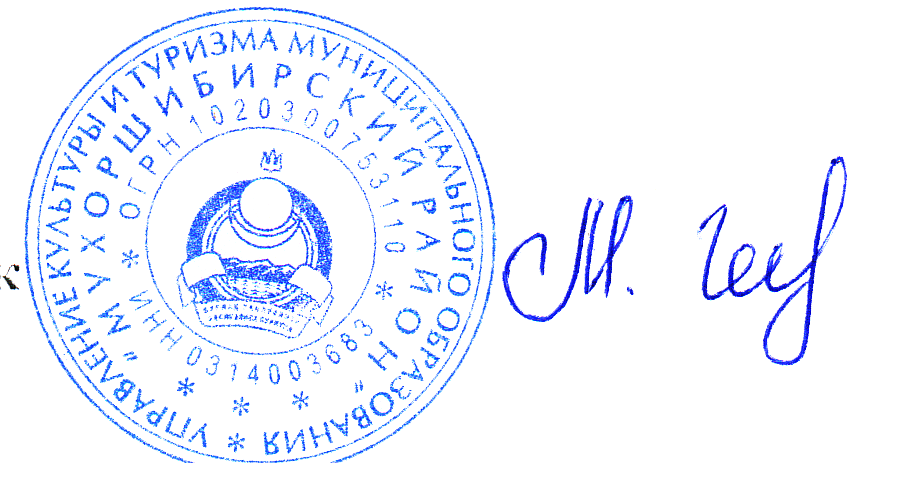 УПРАВЛЕНИЕ КУЛЬТУРЫ И ТУРИЗМА МУНИЦИПАЛЬНОГО ОБРАЗОВАНИЯ *
„МУХОРШИБИРСКИЙ РАЙОН"
* ОГРН 1020300753110 * ИНН 0314003683
* * *
к
М.